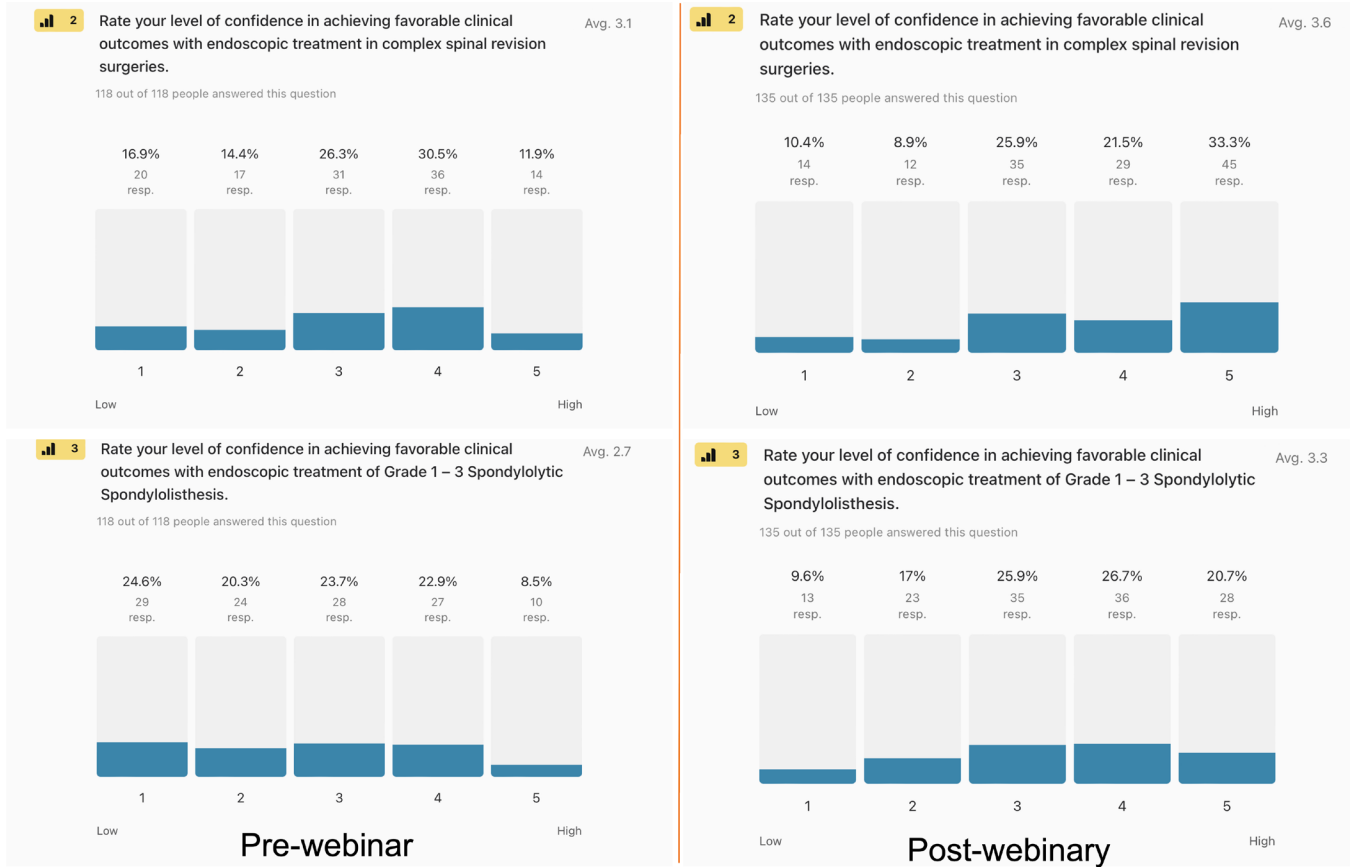 2
Rate your level of confidence in achieving favorable clinical
outcomes with endoscopic treatment in complex spinal revision
surgeries.
Avg. 3.1
118 out of 118 people answered this question
16.9% 14.4% 26.3% 30.5% 11.9%
20 17 31 36 14
resp. resp. resp. resp. resp.
1 2 3 4 5
Low High
3
Rate your level of confidence in achieving favorable clinical
outcomes with endoscopic treatment of Grade 1 – 3 Spondylolytic
Spondylolisthesis.
Avg. 2.7
118 out of 118 people answered this question
24.6% 20.3% 23.7% 22.9% 8.5%
29 24 28 27 10
resp. resp. resp. resp. resp.
1 2 3 4 5
Low High
Pre-webinar
2
Rate your level of confidence in achieving favorable clinical
outcomes with endoscopic treatment in complex spinal revision
surgeries.
Avg. 3.6
135 out of 135 people answered this question
10.4% 8.9% 25.9% 21.5% 33.3%
14 12 35 29 45
resp. resp. resp. resp. resp.
1 2 3 4 5
Low High
3
Rate your level of confidence in achieving favorable clinical
outcomes with endoscopic treatment of Grade 1 – 3 Spondylolytic
Spondylolisthesis.
Avg. 3.3
135 out of 135 people answered this question
9.6% 17% 25.9% 26.7% 20.7%
13 23 35 36 28
resp. resp. resp. resp. resp.
1 2 3 4 5
Low High
Post-webinary